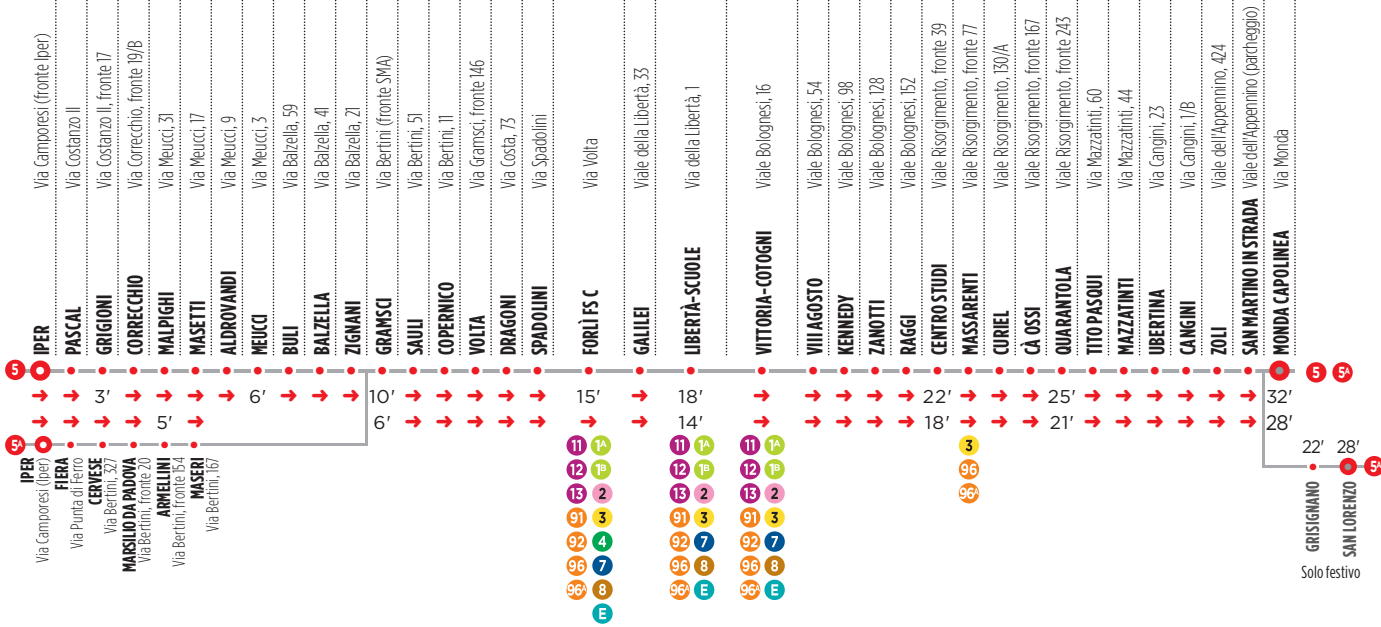 Via Camporesi (fronte Iper)
Via Costanzo II
Via Costanzo II, fronte 17
Via Correcchio, fronte 19/B
Via Meucci, 31
Via Meucci, 17
Via Meucci, 9
Via Meucci, 3
Via Balzella, 59
Via Balzella, 41
Via Balzella, 21
Via Bertini (fronte SMA)
Via Bertini, 51
Via Bertini, 11
Via Gramsci, fronte 146
Via Costa, 73
Via Spadolini
Via Volta
Viale della Libertà, 33
Via della Libertà, 1
Viale Bolognesi, 16
Viale Bolognesi, 54
Viale Bolognesi, 98
Viale Bolognesi, 128
Viale Bolognesi, 152
Viale Risorgimento, fronte 39
Viale Risorgimento, fronte 77
Viale Risorgimento, 130/A
Viale Risorgimento, fronte 167
Viale Risorgimento, fronte 243
Via Mazzatinti, 60
Via Mazzatinti, 44
Via Cangini, 23
Via Cangini, 1/B
Viale dell'Appennino, 424
Viale dell'Appennino (parcheggio)
Via Monda
IPER
PASCAL
GRIGIONI
CORRECCHIO
MALPIGHI
MASETTI
ALDROVANDI
MEUCCI
BULI
BALZELLA
ZIGNANI
GRAMSCI
SAULI
COPERNICO
VOLTA
DRAGONI
SPADOLINI
FORLÌ FS C
GALILEI
LIBERTÀ-SCUOLE
VITTORIA-COTOGNI
VIII AGOSTO
KENNEDY
ZANOTTI
RAGGI
CENTRO STUDI
MASSARENTI
CURIEL
CÀ OSSI
QUARANTOLA
TITO PASQUI
MAZZATINTI
UBERTINA
CANGINI
ZOLI
SAN MARTINO IN STRADA
MONDA CAPOLINEA
5 5 5A
3' 6' 10' 15' 18' 22' 25' 32'
5' 6' 14' 18' 21' 28'
5A
IPER
Via Camporesi (Iper)
FIERA
Via Punta di Ferro
CERVESE
Via Bertini, 327
MARSILIO DA PADOVA
Via Bertini, fronte 20
ARMELLINI
Via Bertini, fronte 154
MASERI
Via Bertini, 167
11 1A
12 1B
13 2
91 3
92 4
96 7
96A 8
E
11 1A
12 1B
13 2
91 3
92 7
96 8
96A E
11 1A
12 1B
13 2
91 3
92 7
96 8
96A E
3
96
96A
22' 28'
5A
GRISIGNANO
SAN LORENZO
Solo festivo